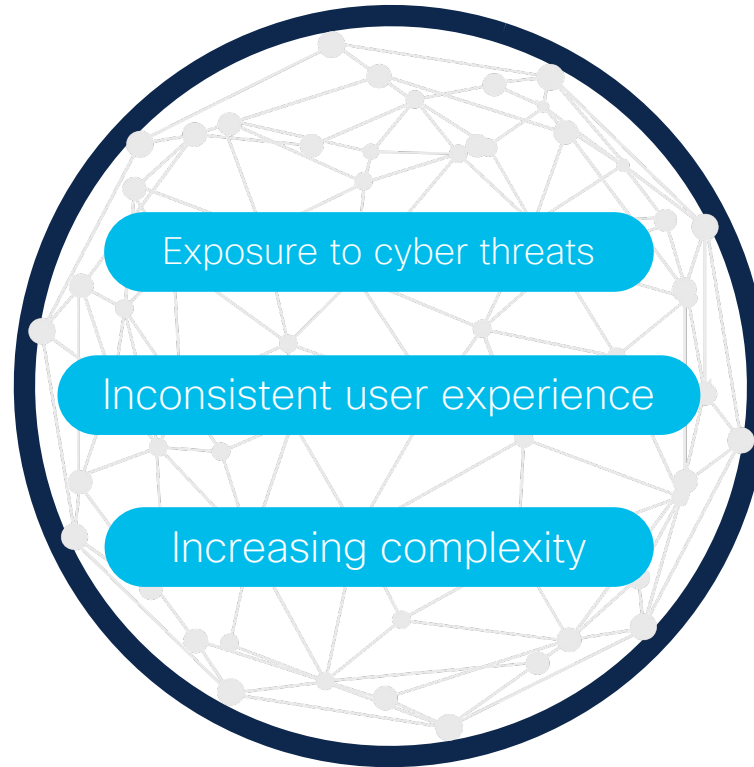 Exposure to cyber threats
Inconsistent user experience
Increasing complexity